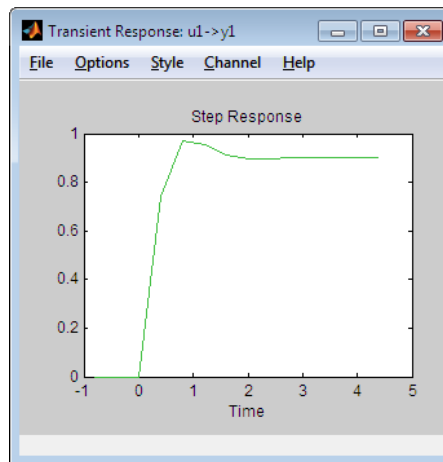 Transient Response: u1->y1
File Options Style Channel Help
Step Response
1
0.8
0.6
0.4
0.2
0
-1 0 1 2 3 4 5
Time